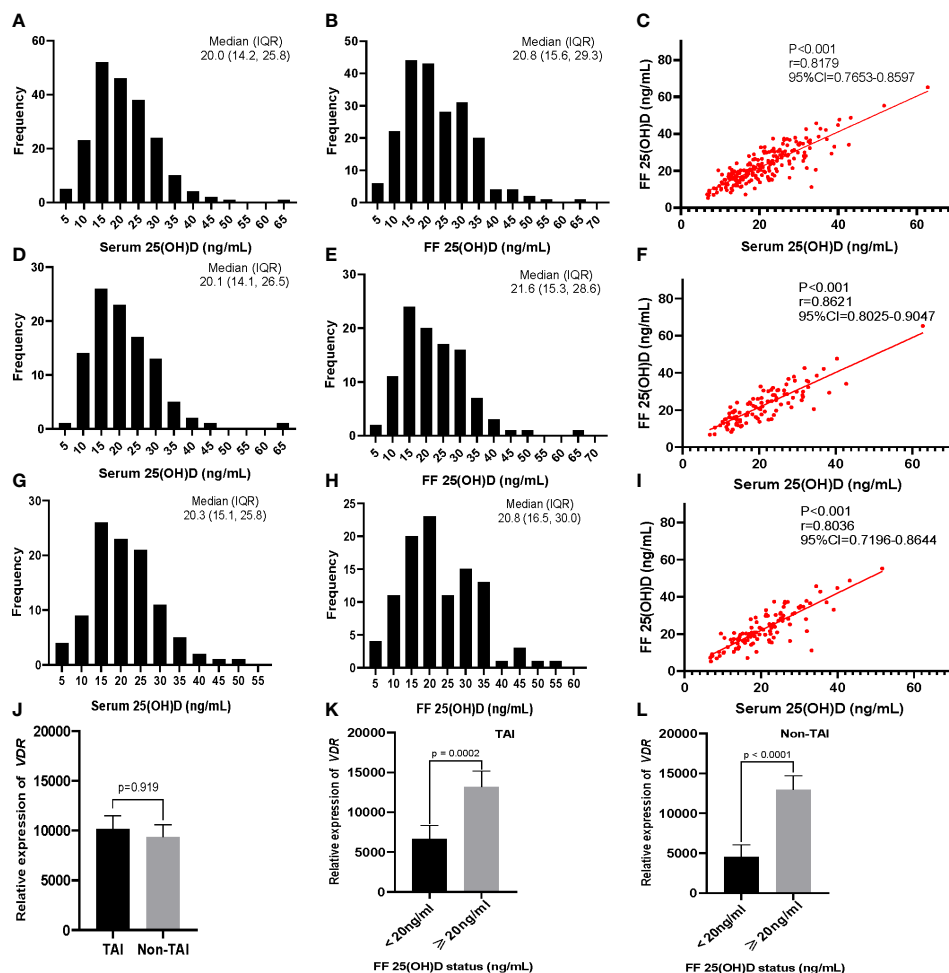 A
Median (IQR)
20.0 (14.2, 25.8)
Frequency
60
40
20
0
5 10 15 20 25 30 35 40 45 50 55 60 65
Serum 25(OH)D (ng/mL)
B
Median (IQR)
20.8 (15.6, 29.3)
Frequency
50
40
30
20
10
0
5 10 15 20 25 30 35 40 45 50 55 60 65 70
FF 25(OH)D (ng/mL)
C
P<0.001
r=0.8179
95%CI=0.7653-0.8597
FF 25(OH)D (ng/mL)
80
60
40
20
0
0 20 40 60
Serum 25(OH)D (ng/mL)
D
Median (IQR)
20.1 (14.1, 26.5)
Frequency
30
20
10
0
5 10 15 20 25 30 35 40 45 50 55 60 65
Serum 25(OH)D (ng/mL)
E
Median (IQR)
21.6 (15.3, 28.6)
Frequency
30
20
10
0
5 10 15 20 25 30 35 40 45 50 55 60 65 70
FF 25(OH)D (ng/mL)
F
P<0.001
r=0.8621
95%CI=0.8025-0.9047
FF 25(OH)D (ng/mL)
80
60
40
20
0
0 20 40 60
Serum 25(OH)D (ng/mL)
G
Median (IQR)
20.3 (15.1, 25.8)
Frequency
30
20
10
0
5 10 15 20 25 30 35 40 45 50 55
Serum 25(OH)D (ng/mL)
H
Median (IQR)
20.8 (16.5, 30.0)
Frequency
25
20
15
10
5
0
5 10 15 20 25 30 35 40 45 50 55 60
FF 25(OH)D (ng/mL)
I
P<0.001
r=0.8036
95%CI=0.7196-0.8644
FF 25(OH)D (ng/mL)
80
60
40
20
0
0 20 40 60
Serum 25(OH)D (ng/mL)
J
Relative expression of VDR
20000
15000
10000
5000
0
p=0.919
TAI Non-TAI
K
TAI
Relative expression of VDR
20000
15000
10000
5000
0
p = 0.0002
< 20ng/ml ⩾ 20ng/ml
FF 25(OH)D status (ng/mL)
L
Non-TAI
Relative expression of VDR
20000
15000
10000
5000
0
p < 0.0001
< 20ng/ml ⩾ 20ng/ml
FF 25(OH)D status (ng/mL)